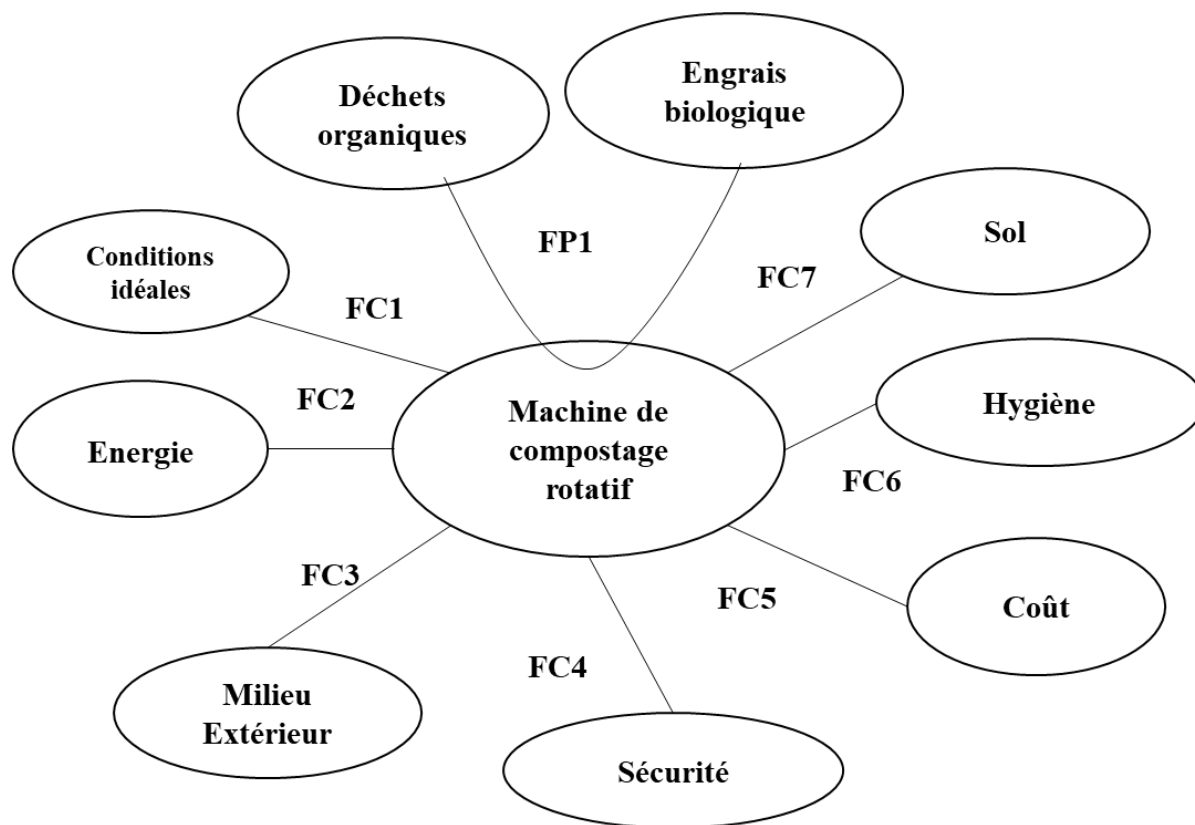 Déchets
organiques
Engrais
biologique
FP1
Sol
FC7
Conditions
idéales
FC1
FC2
Energie
Machine de
compostage
rotatif
Hygiène
FC6
FC3
FC5
Coût
FC4
Milieu
Extérieur
Sécurité